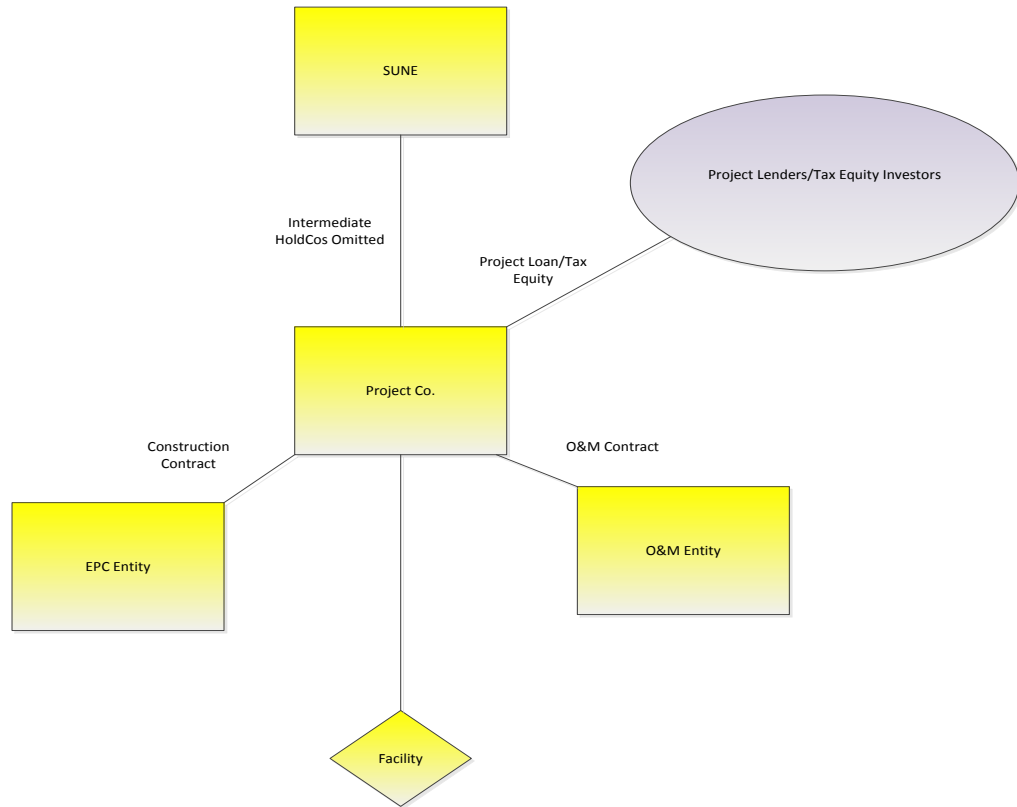 SUNE
Project Lenders/Tax Equity Investors
Intermediate
HoldCos Omitted
Project Loan/Tax
Equity
Project Co.
Construction
Contract
O&M Contract
EPC Entity
O&M Entity
Facility